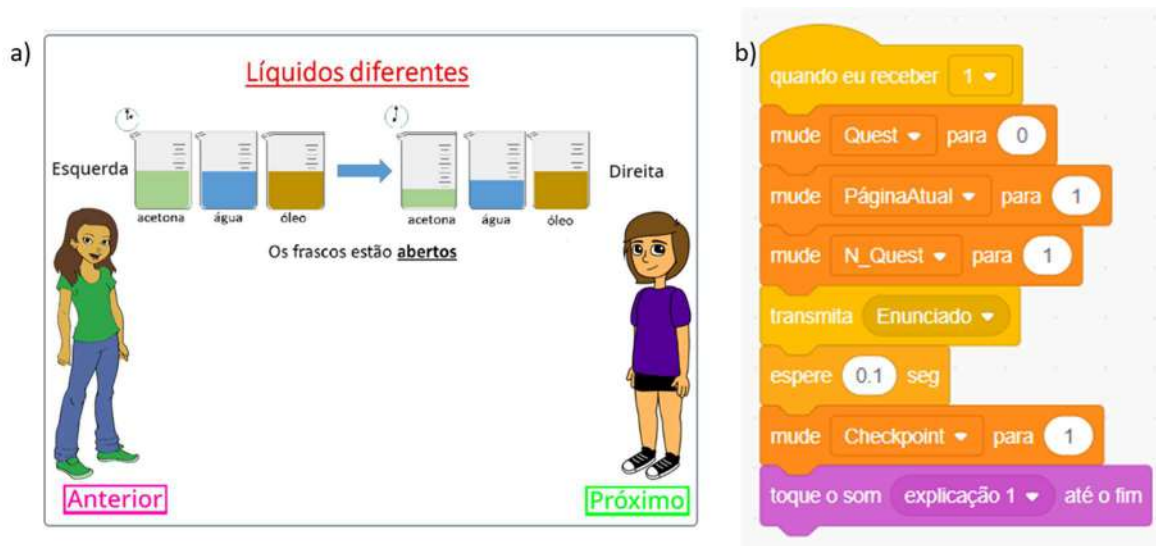 a)
Líquidos diferentes
Esquerda
Direita
acetona água óleo
acetona água óleo
Os frascos estão abertos
Anterior
Próximo
b)
quando eu receber 1
mude Quest para 0
mude PáginaAtual para 1
mude N_Quest para 1
transmita Enunciado
espere 0.1 seg
mude Checkpoint para 1
toque o som explicação 1 até o fim